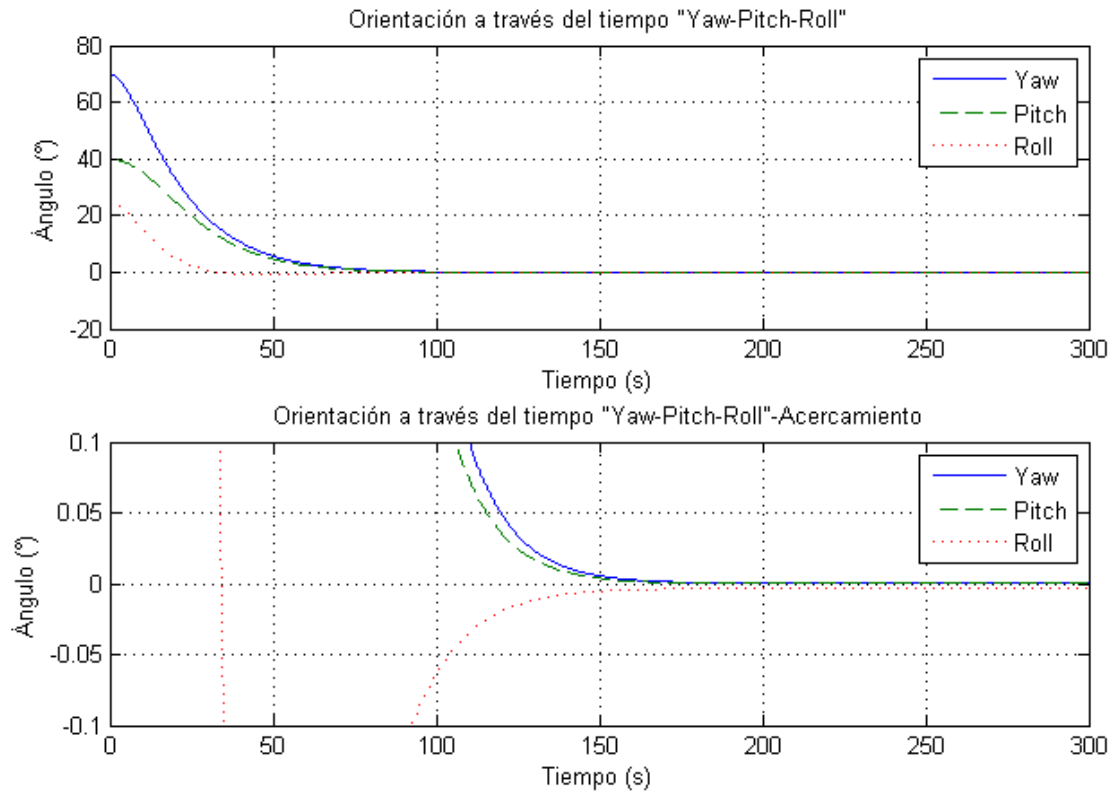 Orientación a través del tiempo "Yaw-Pitch-Roll"
80
60
40
20
0
-20
Ángulo (°)
Yaw
Pitch
Roll
0 50 100 150 200 250 300
Tiempo (s)
Orientación a través del tiempo "Yaw-Pitch-Roll"-Acercamiento
0.1
0.05
0
-0.05
-0.1
Ángulo (°)
Yaw
Pitch
Roll
0 50 100 150 200 250 300
Tiempo (s)